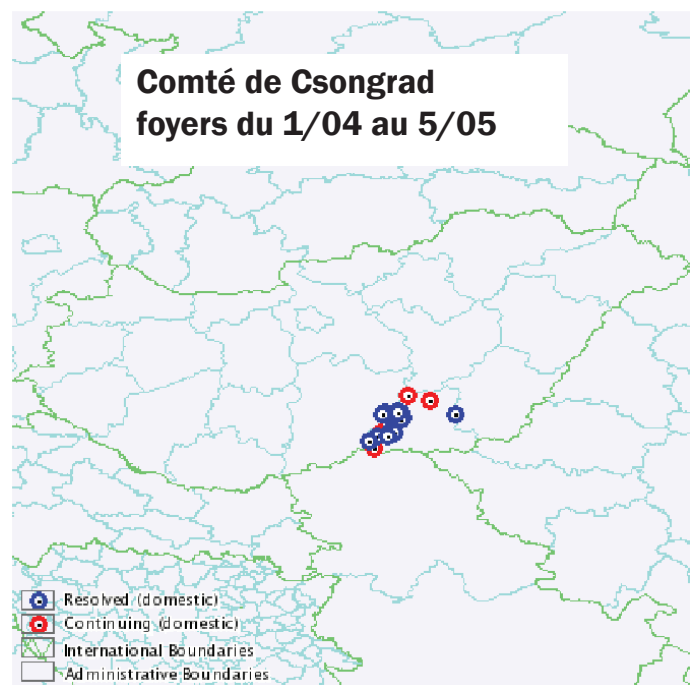 Comté de Csongrad
foyers du 1/04 au 5/05
Resolved (domestic)
Continuing (domestic)
International Boundaries
Administrative Boundaries